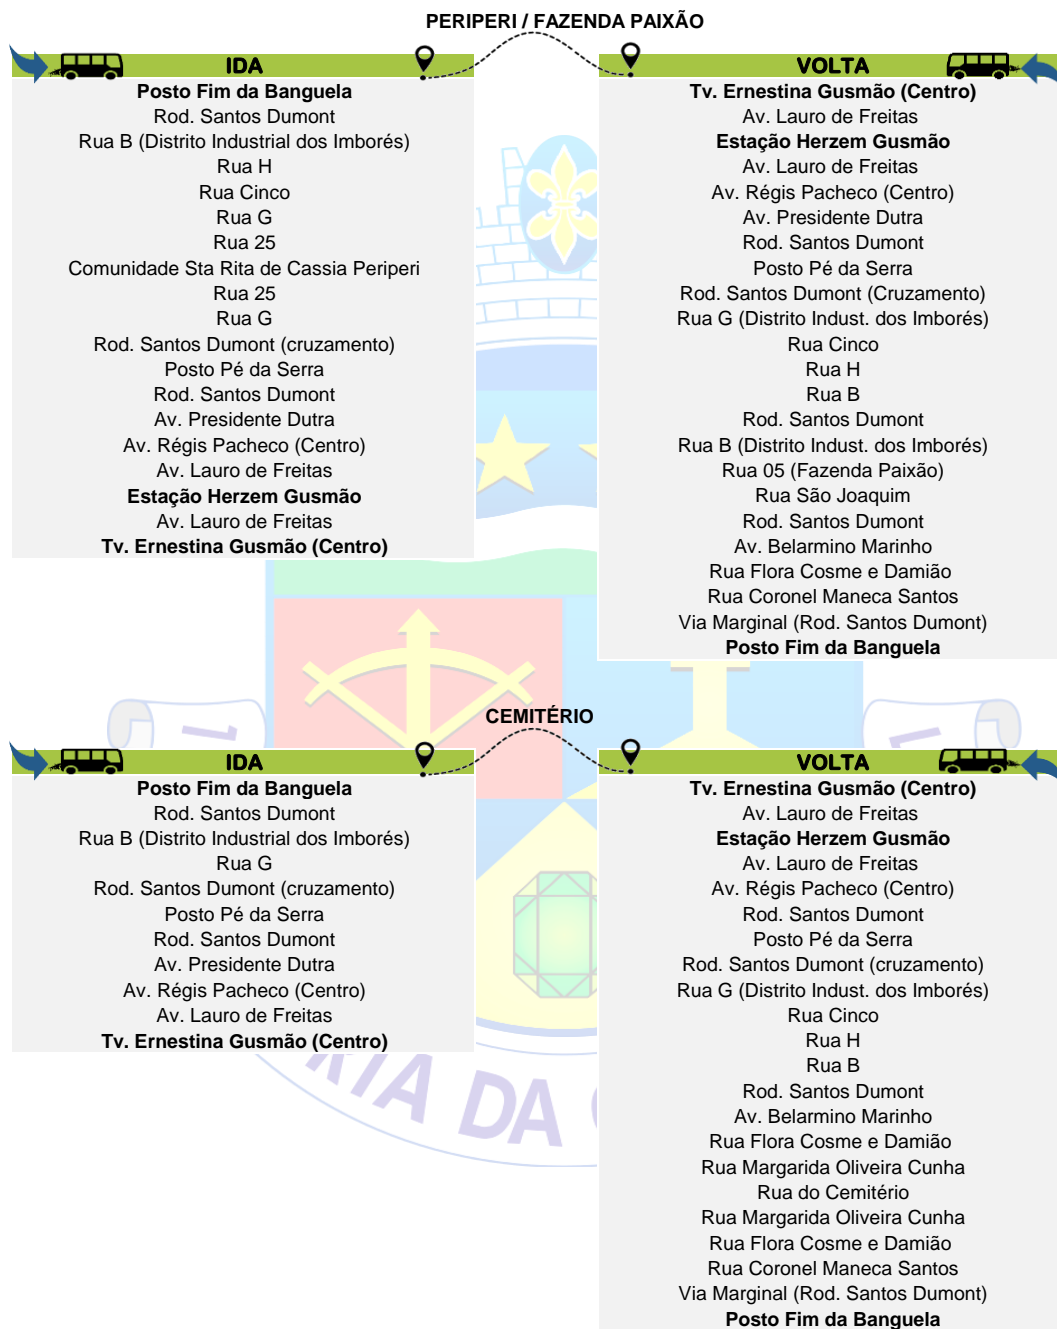 PERIPERI / FAZENDA PAIXÃO
IDA
Posto Fim da Banguela
Rod. Santos Dumont
Rua B (Distrito Industrial dos Imborés)
Rua H
Rua Cinco
Rua G
Rua 25
Comunidade Sta Rita de Cassia Periperi
Rua 25
Rua G
Rod. Santos Dumont (cruzamento)
Posto Pé da Serra
Rod. Santos Dumont
Av. Presidente Dutra
Av. Régis Pacheco (Centro)
Av. Lauro de Freitas
Estação Herzem Gusmão
Av. Lauro de Freitas
Tv. Ernestina Gusmão (Centro)
VOLTA
Tv. Ernestina Gusmão (Centro)
Av. Lauro de Freitas
Estação Herzem Gusmão
Av. Lauro de Freitas
Av. Régis Pacheco (Centro)
Av. Presidente Dutra
Rod. Santos Dumont
Posto Pé da Serra
Rod. Santos Dumont (Cruzamento)
Rua G (Distrito Indust. dos Imborés)
Rua Cinco
Rua H
Rua B
Rod. Santos Dumont
Rua B (Distrito Indust. dos Imborés)
Rua 05 (Fazenda Paixão)
Rua São Joaquim
Rod. Santos Dumont
Av. Belarmino Marinho
Rua Flora Cosme e Damião
Rua Coronel Maneca Santos
Via Marginal (Rod. Santos Dumont)
Posto Fim da Banguela
CEMITÉRIO
IDA
Posto Fim da Banguela
Rod. Santos Dumont
Rua B (Distrito Industrial dos Imborés)
Rua G
Rod. Santos Dumont (cruzamento)
Posto Pé da Serra
Rod. Santos Dumont
Av. Presidente Dutra
Av. Régis Pacheco (Centro)
Av. Lauro de Freitas
Tv. Ernestina Gusmão (Centro)
VOLTA
Tv. Ernestina Gusmão (Centro)
Av. Lauro de Freitas
Estação Herzem Gusmão
Av. Lauro de Freitas
Av. Régis Pacheco (Centro)
Rod. Santos Dumont
Posto Pé da Serra
Rod. Santos Dumont (cruzamento)
Rua G (Distrito Indust. dos Imborés)
Rua Cinco
Rua H
Rua B
Rod. Santos Dumont
Av. Belarmino Marinho
Rua Flora Cosme e Damião
Rua Margarida Oliveira Cunha
Rua do Cemitério
Rua Margarida Oliveira Cunha
Rua Flora Cosme e Damião
Rua Coronel Maneca Santos
Via Marginal (Rod. Santos Dumont)
Posto Fim da Banguela
DA